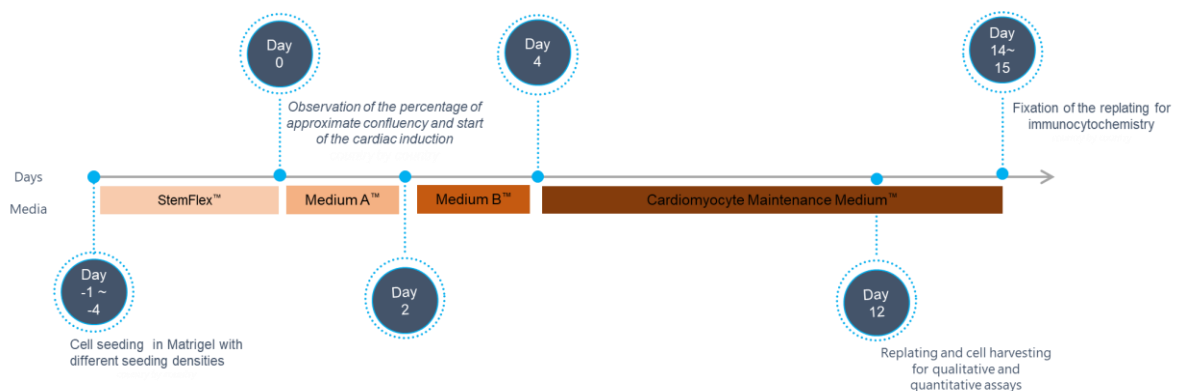 Day
0
Day
4
Day
14~
15
Observation of the percentage of
approximate confluency and start
of the cardiac induction
Fixation of the replating for
immunocytochemistry
Days
Media
StemFlex™
Medium A™
Medium B™
Cardiomyocyte Maintenance Medium™
Day
-1 ~
-4
Day
2
Day
12
Cell seeding in Matrigel with
different seeding densities
Replating and cell harvesting
for qualitative and
quantitative assays